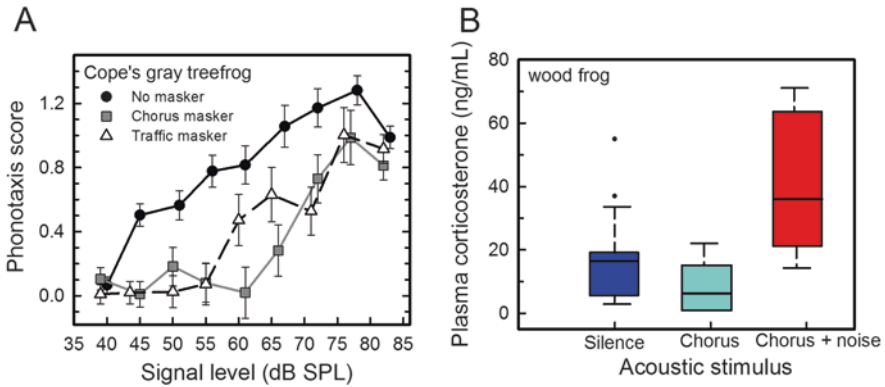 A
Cope's gray treefrog
No masker
Chorus masker
Traffic masker
Phonotaxis score
1.2
0.8
0.4
0.0
35 40 45 50 55 60 65 70 75 80 85
Signal level (dB SPL)
B
wood frog
Plasma corticosterone (ng/mL)
80
60
40
20
0
Silence Chorus Chorus + noise
Acoustic stimulus